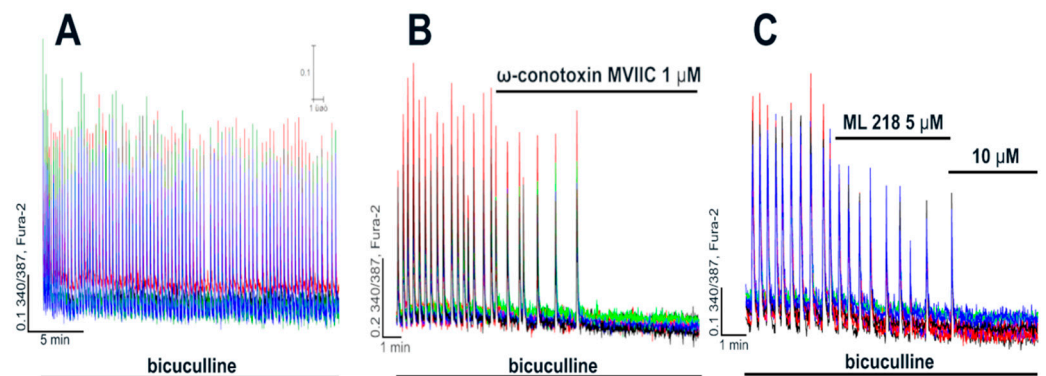 A
0.1
0.1 340/387, Fura-2
5 min
bicuculline
B
ω-conotoxin MVIIC 1 µM
0.2 340/387, Fura-2
1 min
bicuculline
C
ML 218 5 µM
10 µM
0.1 340/387, Fura-2
1 min
bicuculline